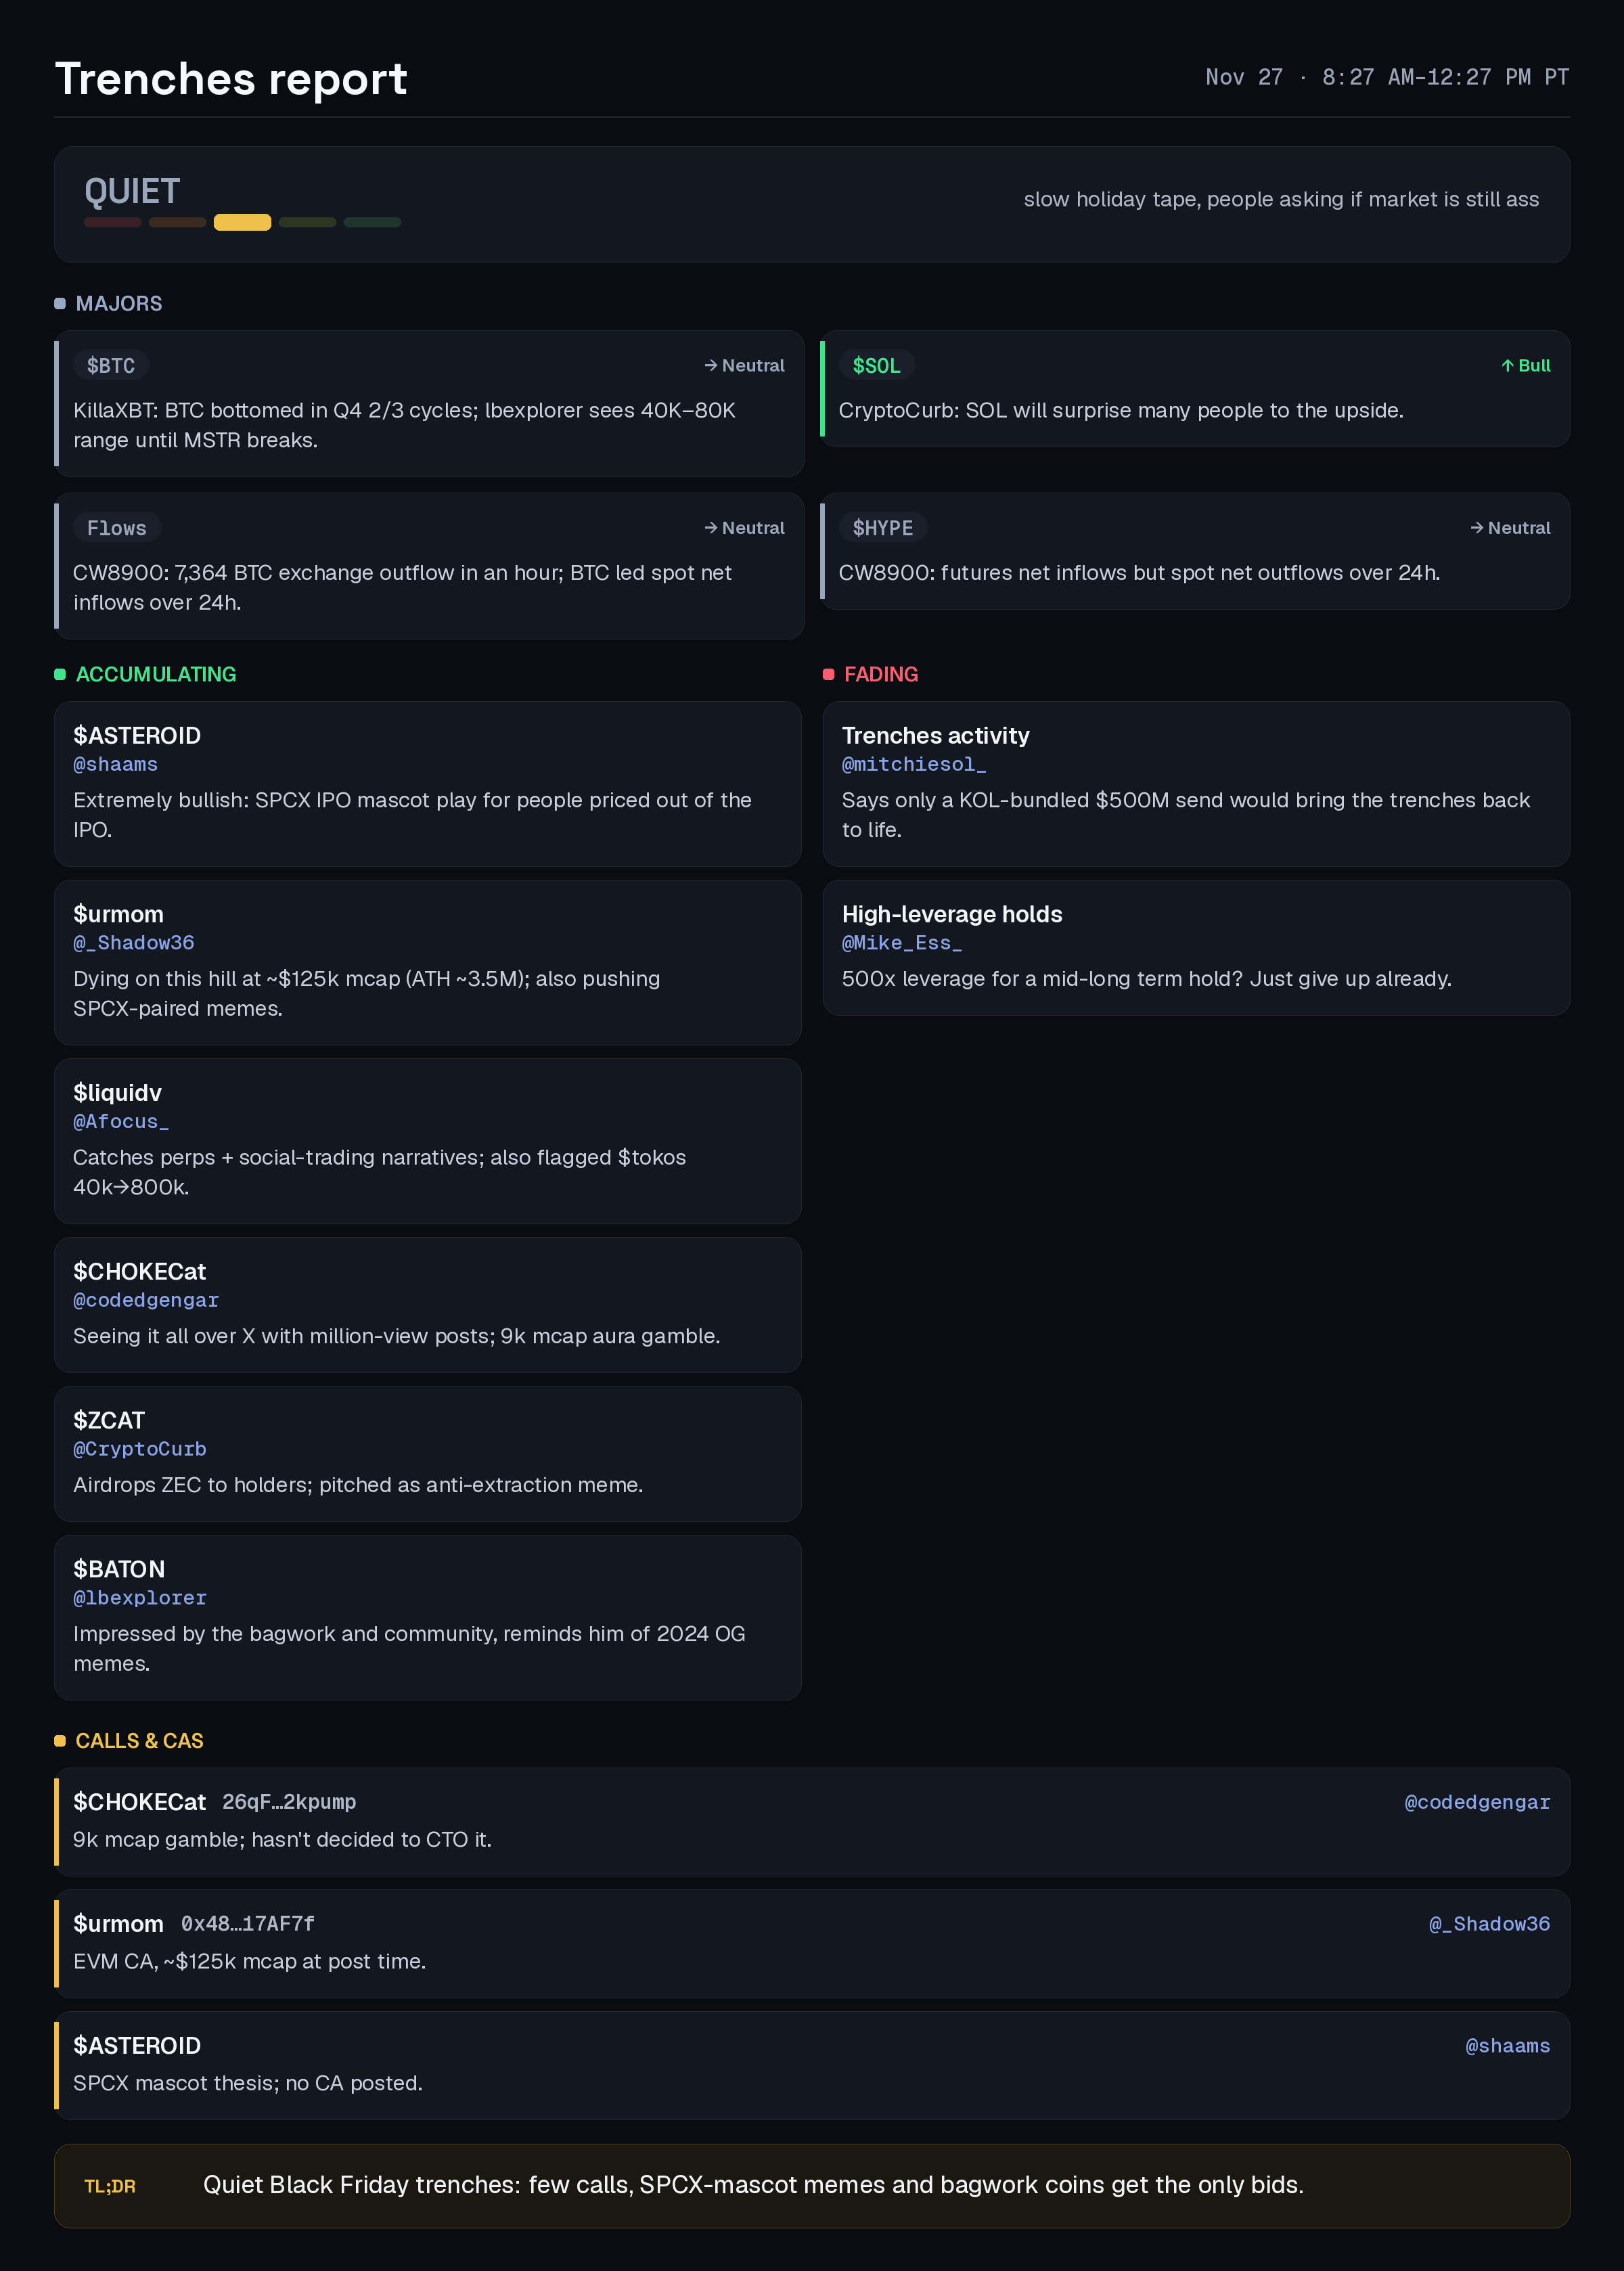 Trenches report
Nov 27 · 8:27 AM–12:27 PM PT
QUIET
slow holiday tape, people asking if market is still ass
MAJORS
$BTC
→ Neutral
KillaXBT: BTC bottomed in Q4 2/3 cycles; lbexplorer sees 40K–80K
range until MSTR breaks.
$SOL
↑ Bull
CryptoCurb: SOL will surprise many people to the upside.
Flows
→ Neutral
CW8900: 7,364 BTC exchange outflow in an hour; BTC led spot net
inflows over 24h.
$HYPE
→ Neutral
CW8900: futures net inflows but spot net outflows over 24h.
ACCUMULATING
$ASTEROID
@shaams
Extremely bullish: SPCX IPO mascot play for people priced out of the
IPO.
$urmom
@_Shadow36
Dying on this hill at ~$125k mcap (ATH ~3.5M); also pushing
SPCX-paired memes.
$liquidv
@Afocus_
Catches perps + social-trading narratives; also flagged $tokos
40k→800k.
$CHOKECat
@codedgengar
Seeing it all over X with million-view posts; 9k mcap aura gamble.
$ZCAT
@CryptoCurb
Airdrops ZEC to holders; pitched as anti-extraction meme.
$BATON
@lbexplorer
Impressed by the bagwork and community, reminds him of 2024 OG
memes.
FADING
Trenches activity
@mitchiesol_
Says only a KOL-bundled $500M send would bring the trenches back
to life.
High-leverage holds
@Mike_Ess_
500x leverage for a mid-long term hold? Just give up already.
CALLS & CAS
$CHOKECat 26qF…2kpump
@codedgengar
9k mcap gamble; hasn't decided to CTO it.
$urmom 0x48…17AF7f
@_Shadow36
EVM CA, ~$125k mcap at post time.
$ASTEROID
@shaams
SPCX mascot thesis; no CA posted.
TL;DR
Quiet Black Friday trenches: few calls, SPCX-mascot memes and bagwork coins get the only bids.